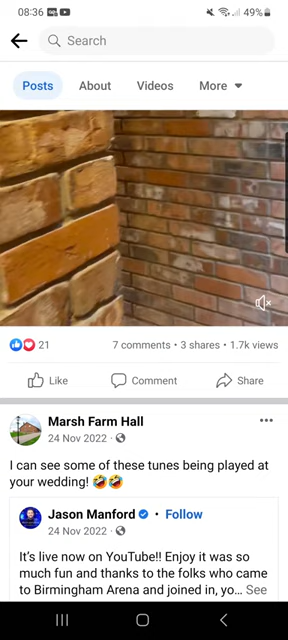 08:36 49%
Search
Posts About Videos More
21 7 comments • 3 shares • 1.7k views
Like Comment Share
Marsh Farm Hall
24 Nov 2022 ·
I can see some of these tunes being played at
your wedding! 🤣🤣
Jason Manford • Follow
23 Nov 2022 ·
It's live now on YouTube!! Enjoy it was so
much fun and thanks to the folks who came
to Birmingham Arena and joined in, yo... See